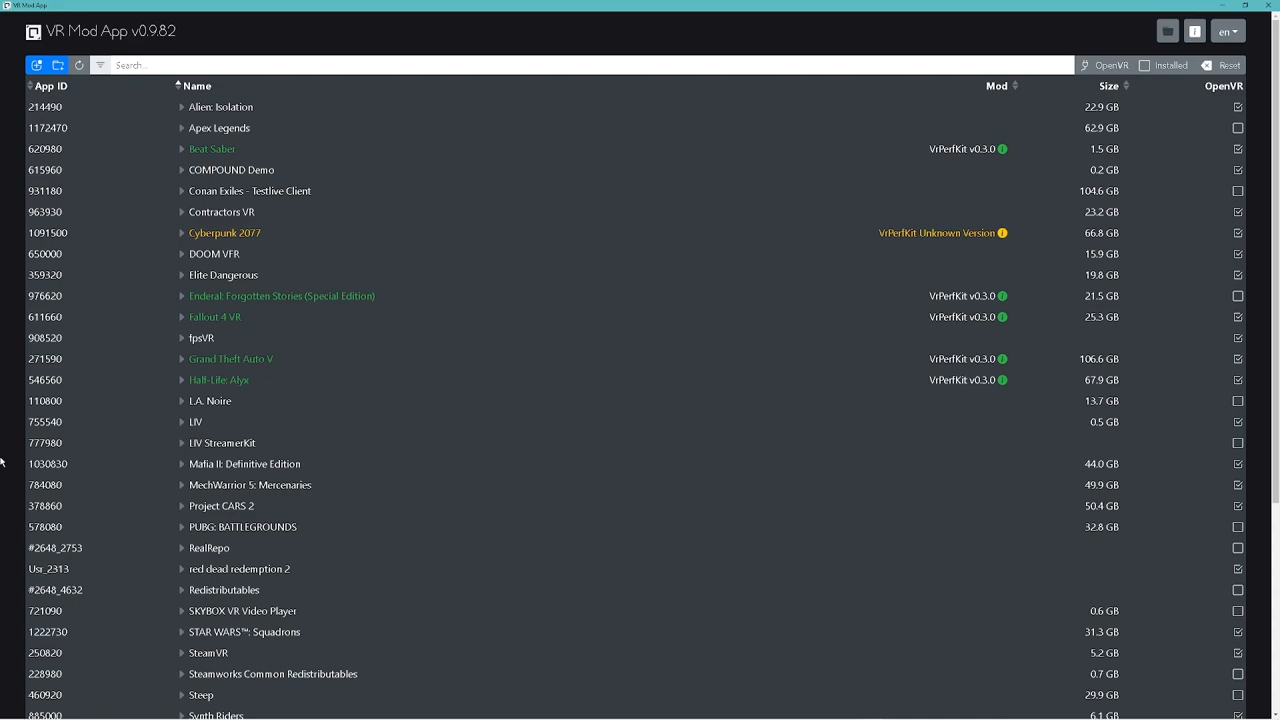 VR Mod App
VR Mod App v0.9.82
en
Search...
OpenVR Installed Reset
App ID Name Mod Size OpenVR
214490 Alien: Isolation 22.9 GB
1172470 Apex Legends 62.9 GB
620980 Beat Saber VrPerfKit v0.3.0 1.5 GB
615960 COMPOUND Demo 0.2 GB
931180 Conan Exiles - Testlive Client 104.6 GB
963930 Contractors VR 23.2 GB
1091500 Cyberpunk 2077 VrPerfKit Unknown Version 66.8 GB
650000 DOOM VFR 15.9 GB
359320 Elite Dangerous 19.8 GB
976620 Enderal: Forgotten Stories (Special Edition) VrPerfKit v0.3.0 21.5 GB
611660 Fallout 4 VR VrPerfKit v0.3.0 25.3 GB
908520 fpsVR
271590 Grand Theft Auto V VrPerfKit v0.3.0 106.6 GB
546560 Half-Life: Alyx VrPerfKit v0.3.0 67.9 GB
110800 L.A. Noire 13.7 GB
755540 LIV 0.5 GB
777980 LIV StreamerKit
1030830 Mafia II: Definitive Edition 44.0 GB
784080 MechWarrior 5: Mercenaries 49.9 GB
378860 Project CARS 2 50.4 GB
578080 PUBG: BATTLEGROUNDS 32.8 GB
#2648_2753 RealRepo
Usr_2313 red dead redemption 2
#2648_4632 Redistributables
721090 SKYBOX VR Video Player 0.6 GB
1222730 STAR WARS™: Squadrons 31.3 GB
250820 SteamVR 5.2 GB
228980 Steamworks Common Redistributables 0.7 GB
460920 Steep 29.9 GB
885000 Synth Riders 6.1 GB